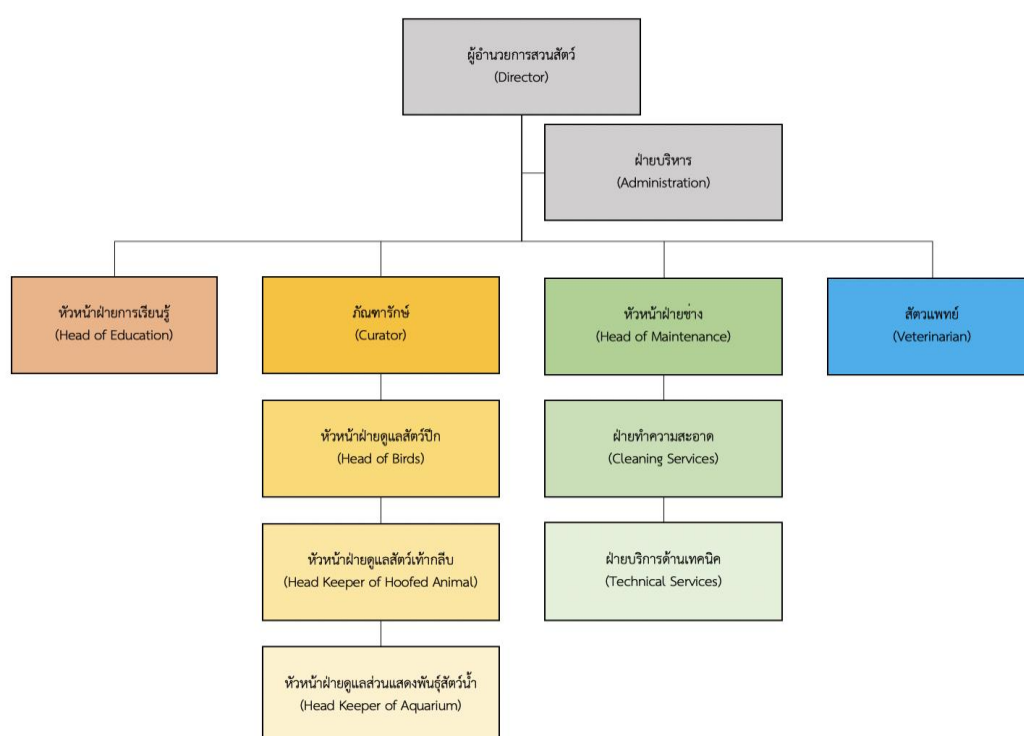 ผู้อำนวยการสวนสัตว์
(Director)
ฝ่ายบริหาร
(Administration)
หัวหน้าฝ่ายการเรียนรู้
(Head of Education)
ภัณฑารักษ์
(Curator)
หัวหน้าฝ่ายช่าง
(Head of Maintenance)
สัตวแพทย์
(Veterinarian)
หัวหน้าฝ่ายดูแลสัตว์ปีก
(Head of Birds)
ฝ่ายทำความสะอาด
(Cleaning Services)
หัวหน้าฝ่ายดูแลสัตว์เท้ากลีบ
(Head Keeper of Hoofed Animal)
ฝ่ายบริการด้านเทคนิค
(Technical Services)
หัวหน้าฝ่ายดูแลส่วนแสดงพันธุ์สัตว์น้ำ
(Head Keeper of Aquarium)